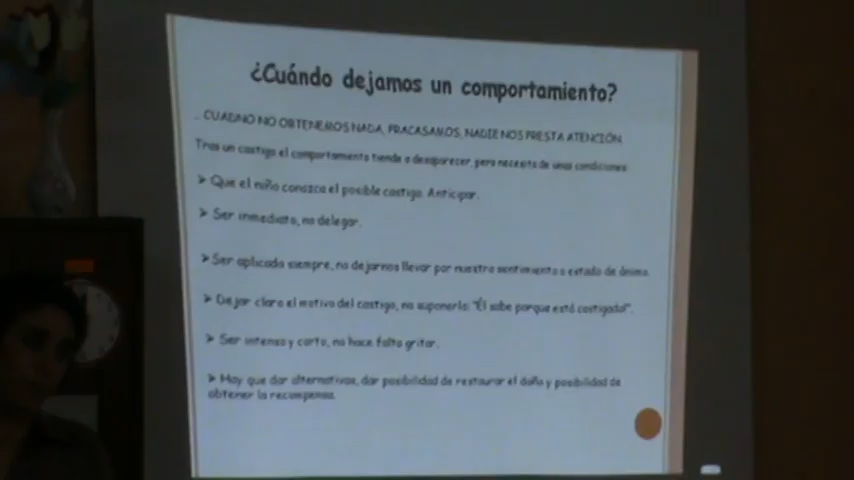 ¿Cuándo dejamos un comportamiento?
... CUADNO NO OBTENEMOS NADA, FRACASAMOS, NADIE NOS PRESTA ATENCIÓN.
Tras un castigo el comportamiento tiende a desaparecer, pero necesita de unas condiciones:
➤ Que el niño conozca el posible castigo. Anticipar.
➤ Ser inmediato, no delegar.
➤ Ser aplicado siempre, no dejarnos llevar por nuestro sentimiento o estado de ánimo.
➤ Dejar claro el motivo del castigo, no suponerlo: "Él sabe porque está castigado!".
➤ Ser intenso y corto, no hace falta gritar.
➤ Hay que dar alternativas, dar posibilidad de restaurar el daño y posibilidad de
obtener la recompensa.